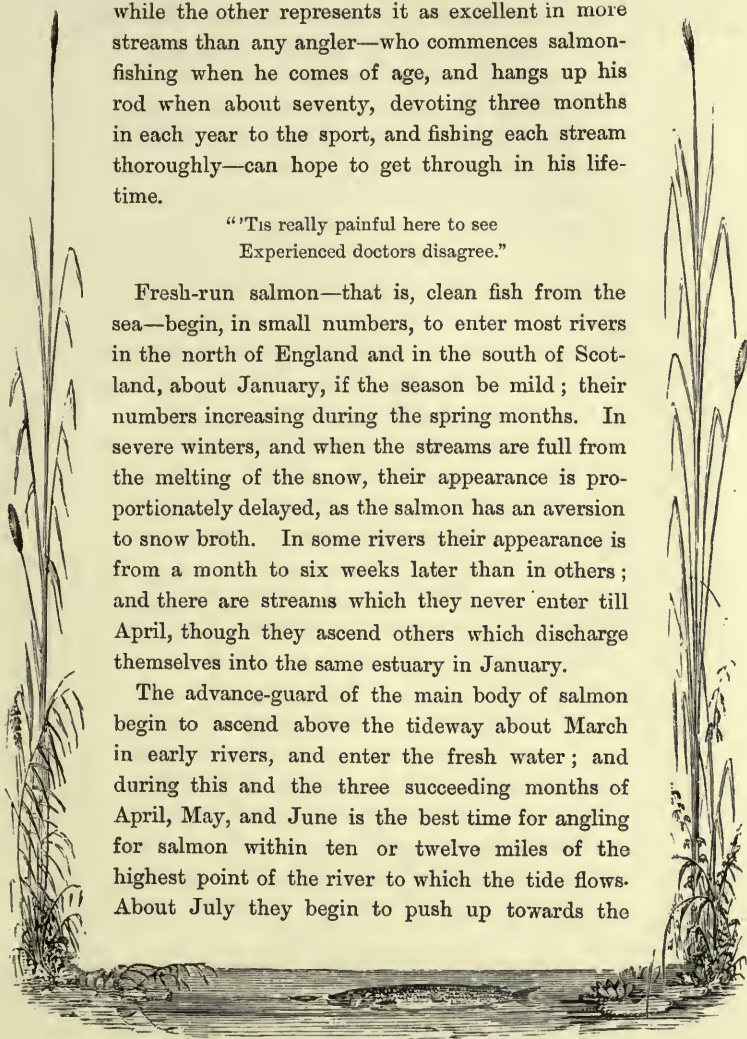 while the other represents it as excellent in more
streams than any angler—who commences salmon-
fishing when he comes of age, and hangs up his
rod when about seventy, devoting three months
in each year to the sport, and fishing each stream
thoroughly—can hope to get through in his life-
time.
“'Tis really painful here to see
Experienced doctors disagree.”
Fresh-run salmon—that is, clean fish from the
sea—begin, in small numbers, to enter most rivers
in the north of England and in the south of Scot-
land, about January, if the season be mild; their
numbers increasing during the spring months. In
severe winters, and when the streams are full from
the melting of the snow, their appearance is pro-
portionately delayed, as the salmon has an aversion
to snow broth. In some rivers their appearance is
from a month to six weeks later than in others;
and there are streams which they never enter till
April, though they ascend others which discharge
themselves into the same estuary in January.
The advance-guard of the main body of salmon
begin to ascend above the tideway about March
in early rivers, and enter the fresh water; and
during this and the three succeeding months of
April, May, and June is the best time for angling
for salmon within ten or twelve miles of the
highest point of the river to which the tide flows.
About July they begin to push up towards the